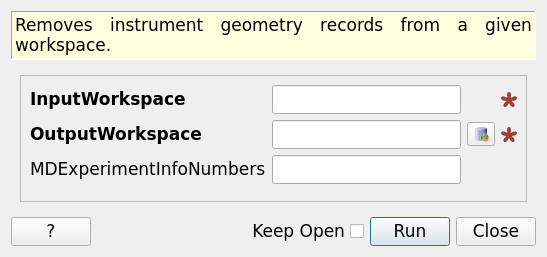 Removes instrument geometry records from a given
workspace.
InputWorkspace
OutputWorkspace
MDExperimentInfoNumbers
? Keep Open Run Close